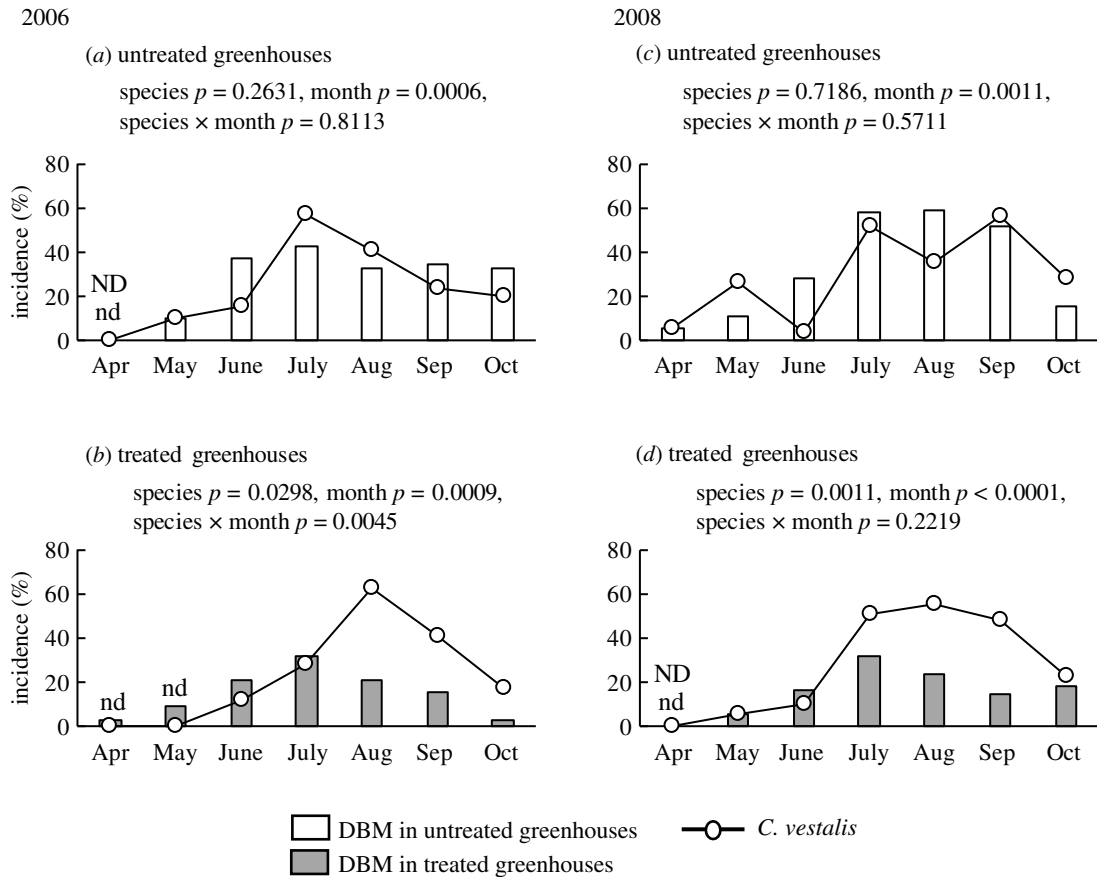 2006
(a) untreated greenhouses
species p = 0.2631, month p = 0.0006,
species × month p = 0.8113
80
60
40
20
0
incidence (%)
ND
nd
Apr May June July Aug Sep Oct
(b) treated greenhouses
species p = 0.0298, month p = 0.0009,
species × month p = 0.0045
80
60
40
20
0
incidence (%)
nd
nd
Apr May June July Aug Sep Oct
2008
(c) untreated greenhouses
species p = 0.7186, month p = 0.0011,
species × month p = 0.5711
80
60
40
20
0
Apr May June July Aug Sep Oct
(d) treated greenhouses
species p = 0.0011, month p < 0.0001,
species × month p = 0.2219
80
60
40
20
0
ND
nd
Apr May June July Aug Sep Oct
DBM in untreated greenhouses
C. vestalis
DBM in treated greenhouses